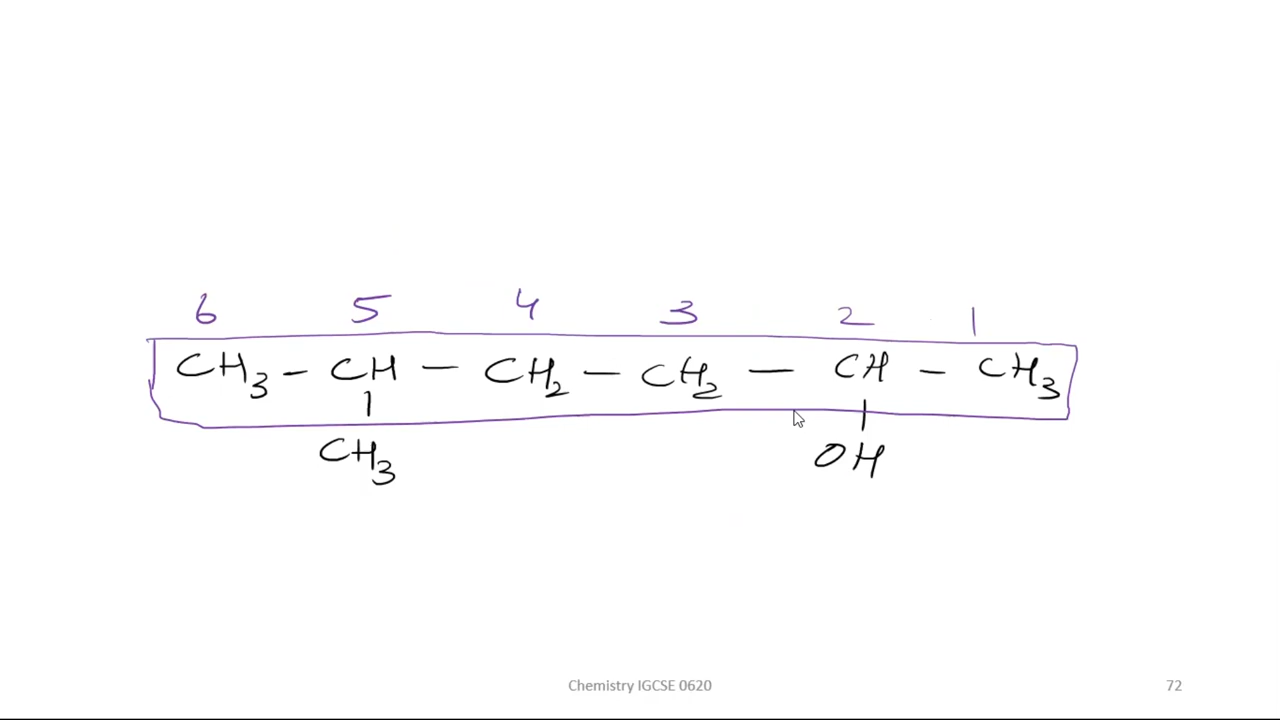 6 5 4 3 2 1
CH₃ - CH - CH₂ - CH₂ - CH - CH₃
| |
CH₃ OH
Chemistry IGCSE 0620 72